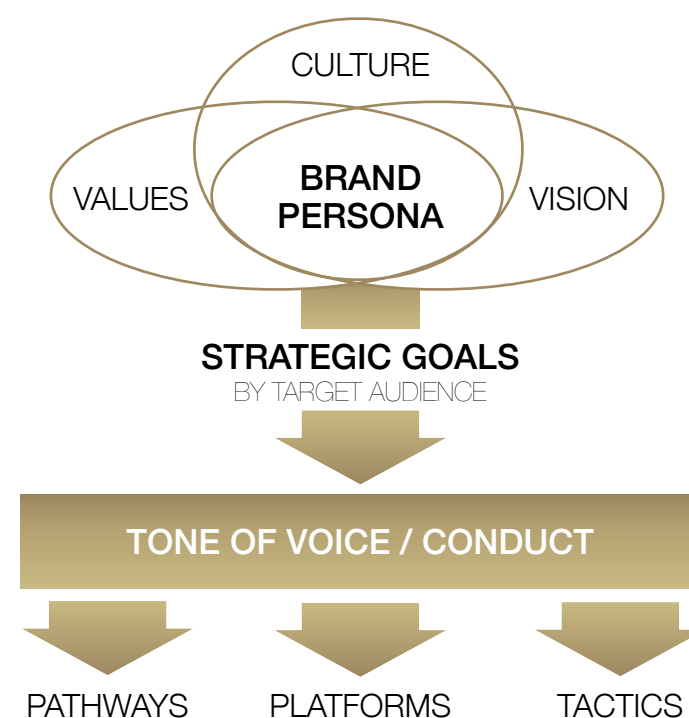 CULTURE
VALUES
BRAND
PERSONA
VISION
STRATEGIC GOALS
BY TARGET AUDIENCE
TONE OF VOICE / CONDUCT
PATHWAYS
PLATFORMS
TACTICS